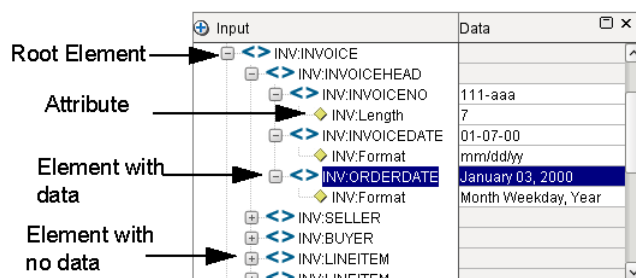 Input Data
Root Element INV:INVOICE
INV:INVOICEHEAD
INV:INVOICENO 111-aaa
Attribute INV:Length 7
INV:INVOICEDATE 01-07-00
INV:Format mm/dd/yy
Element with
data
INV:ORDERDATE January 03, 2000
INV:Format Month Weekday, Year
INV:SELLER
Element with
no data
INV:BUYER
INV:LINEITEM
INV:LINEITEM